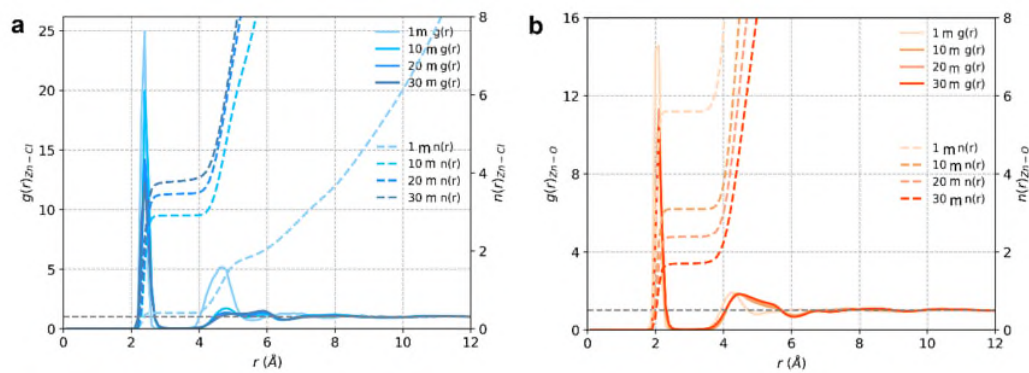 a
25
20
15
10
5
0
g(r)Zn−Cl
0
2
4
6
8
10
12
r (Å)
8
6
4
2
0
n(r)Zn−Cl
1m g(r)
10 m g(r)
20 m g(r)
30 m g(r)
1 m n(r)
10 m n(r)
20 m n(r)
30 m n(r)
b
16
12
8
4
0
g(r)Zn−O
0
2
4
6
8
10
12
r (Å)
8
6
4
2
0
n(r)Zn−O
1 m g(r)
10 m g(r)
20 m g(r)
30 m g(r)
1 m n(r)
10 m n(r)
20 m n(r)
30 m n(r)